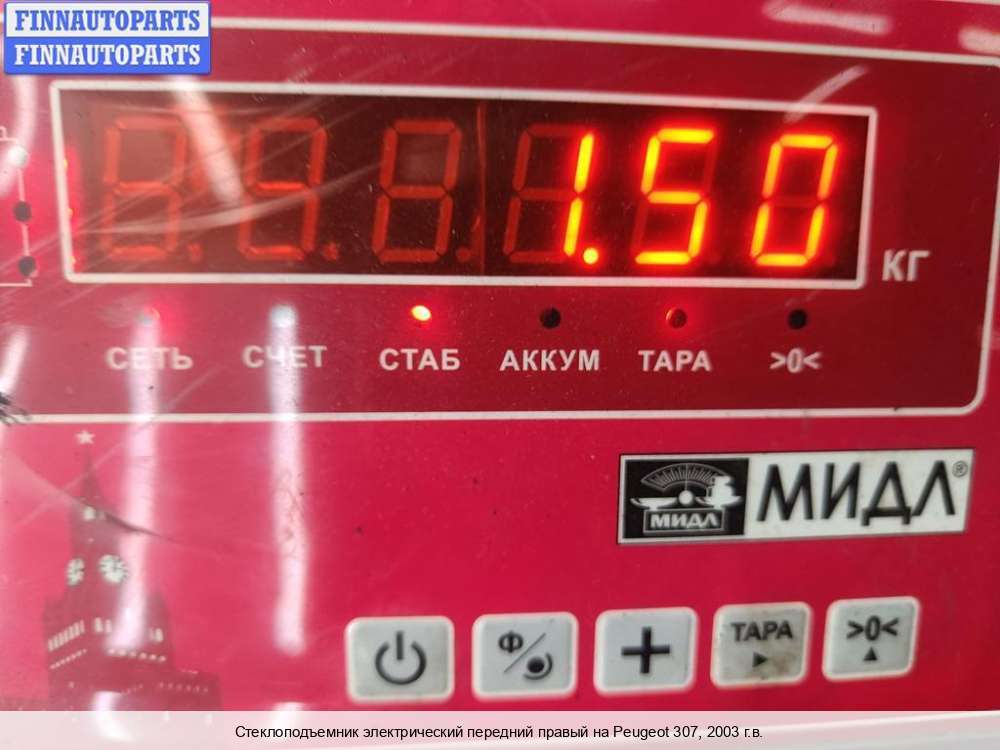 FINNAUTOPARTS
FINNAUTOPARTS
1.50
КГ
СЕТЬ СЧЕТ СТАБ АККУМ ТАРА >0<
МИДЛ МИДЛ®
Ф ТАРА >0<
Стеклоподъемник электрический передний правый на Peugeot 307, 2003 г.в.